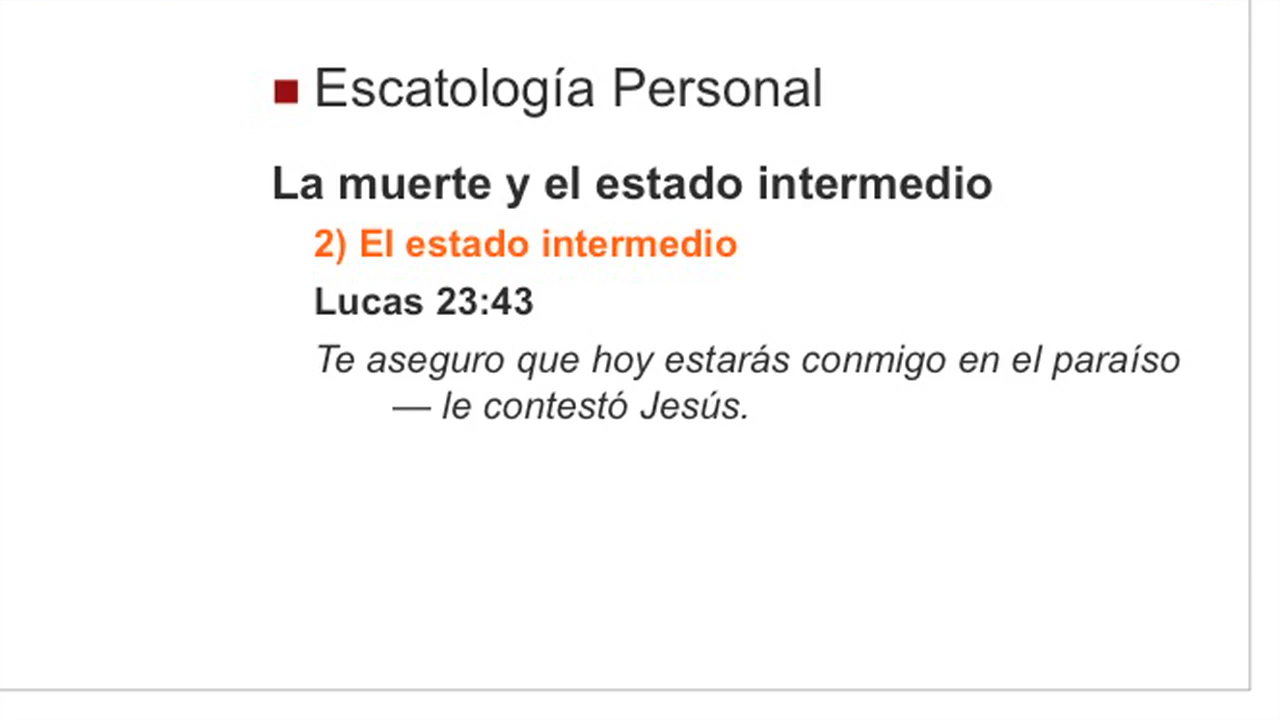 Escatología Personal
La muerte y el estado intermedio
2) El estado intermedio
Lucas 23:43
Te aseguro que hoy estarás conmigo en el paraíso
— le contestó Jesús.